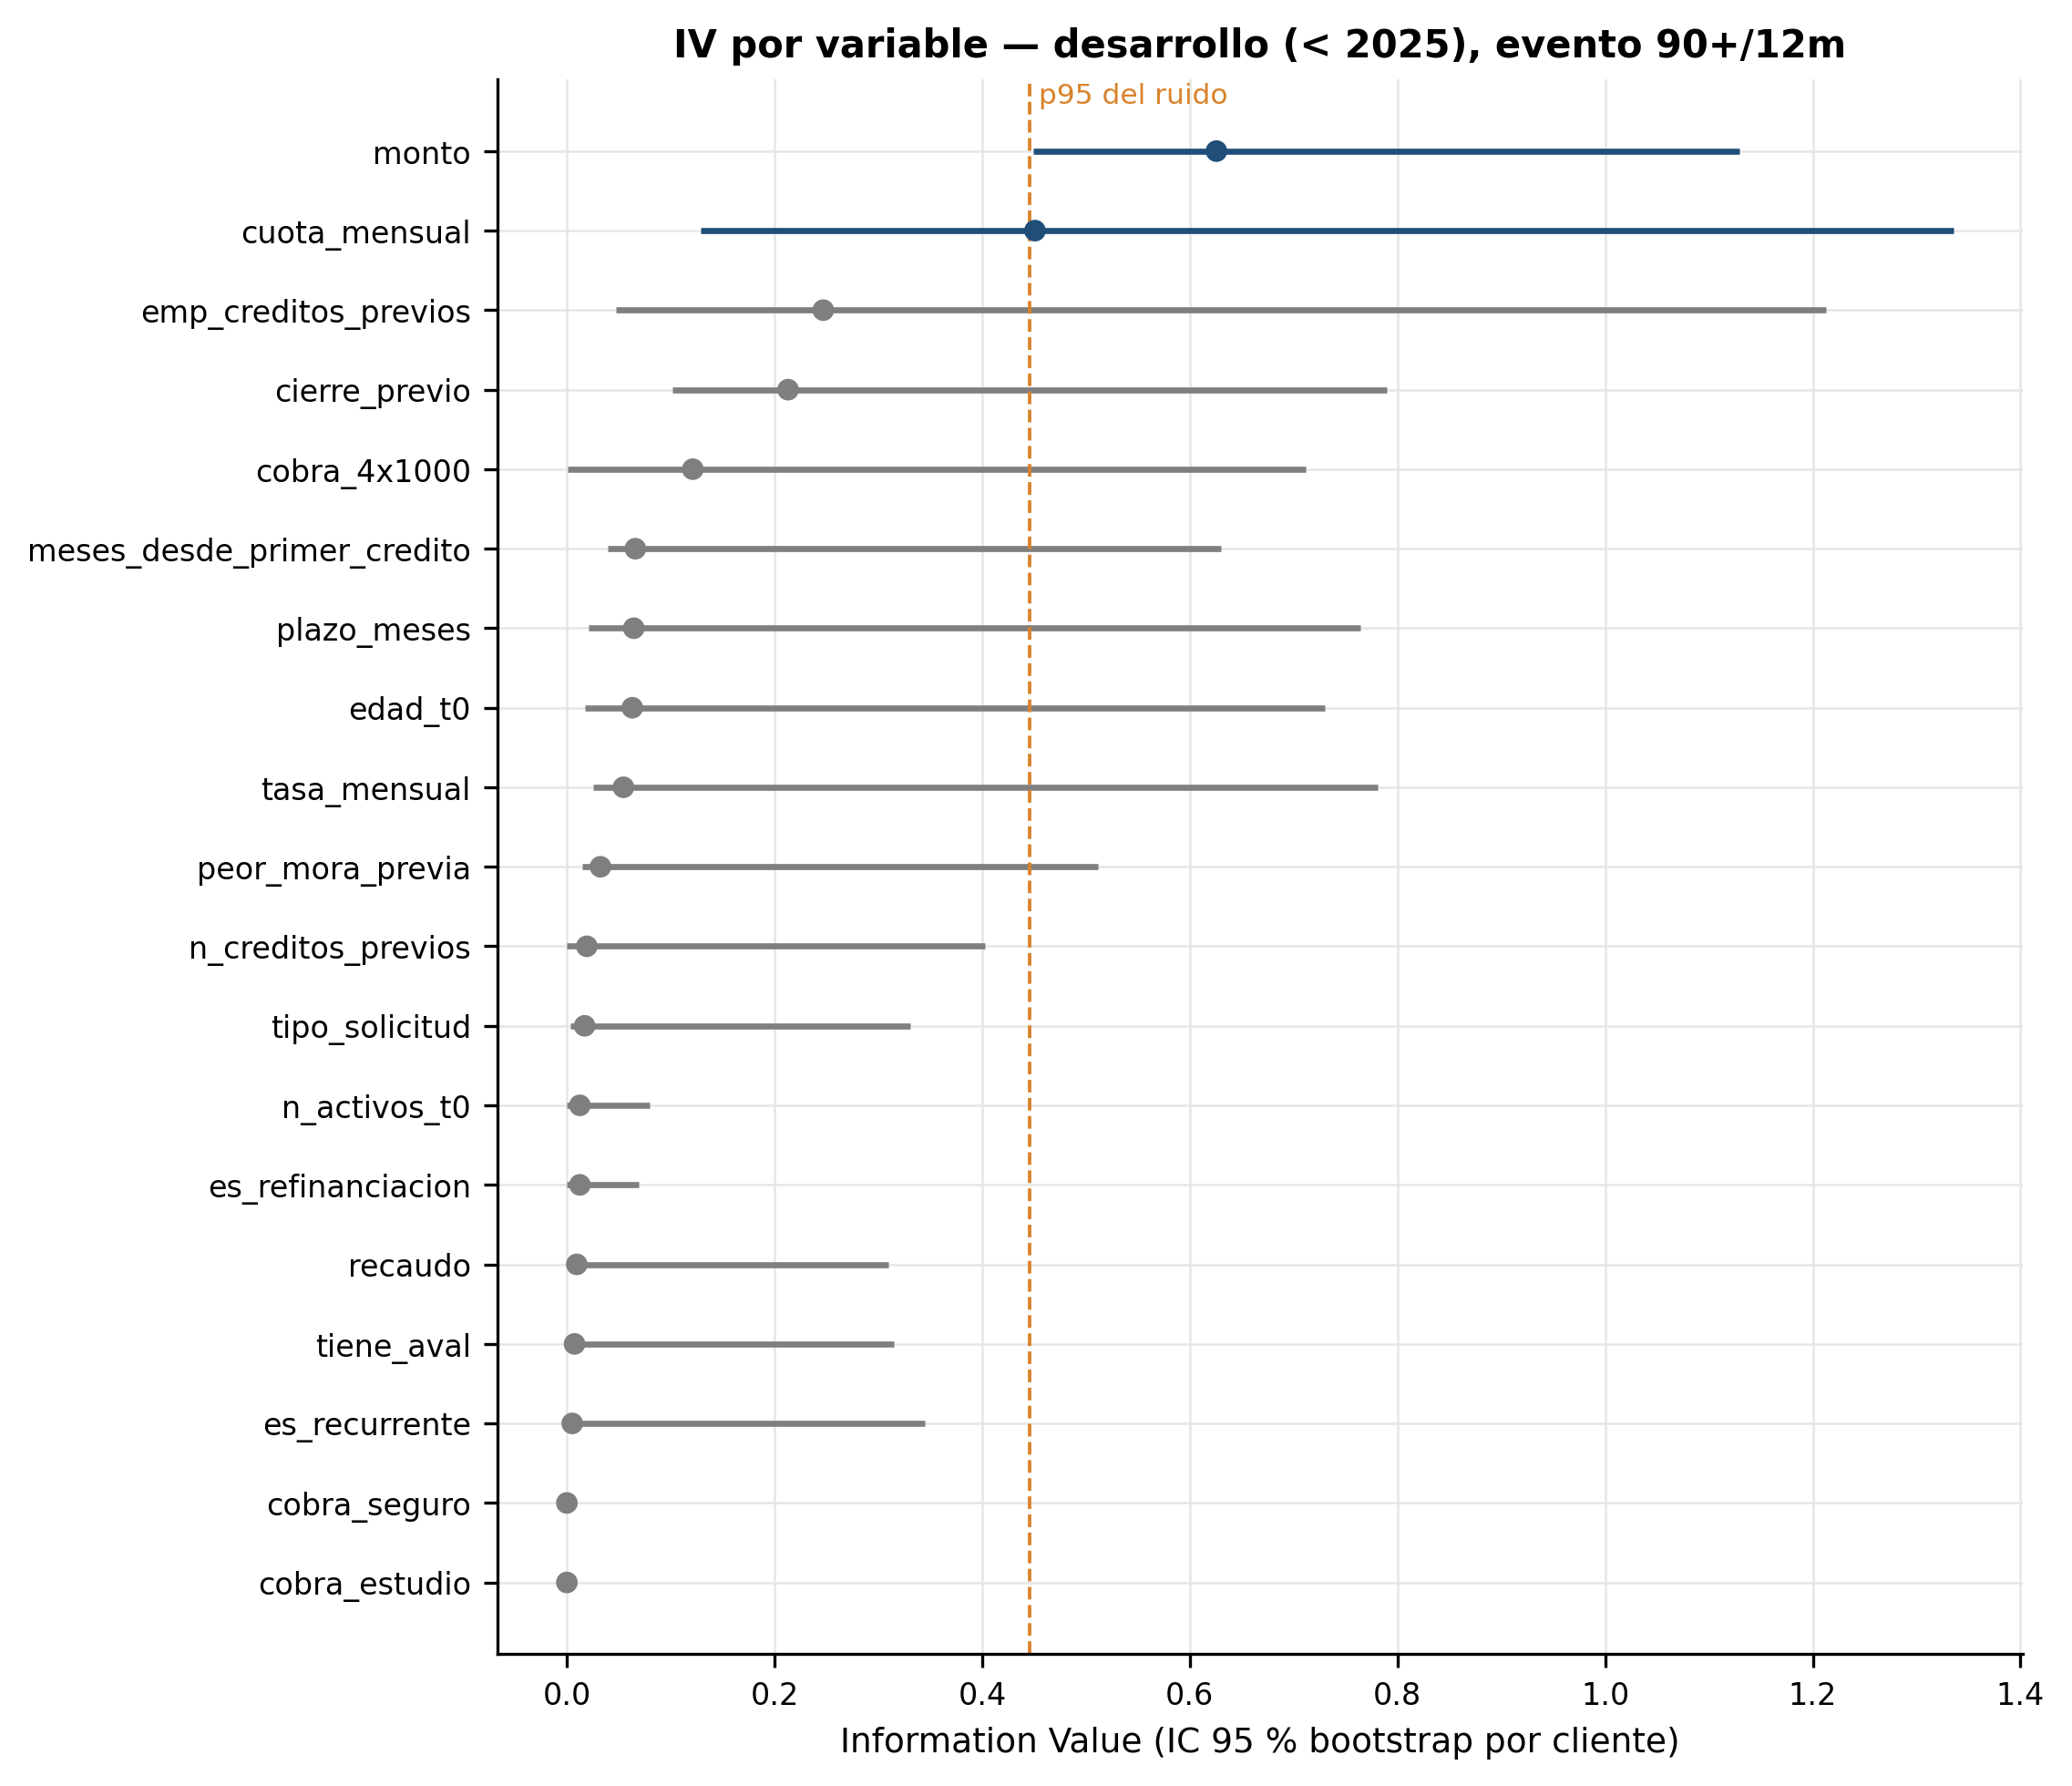 IV por variable — desarrollo (< 2025), evento 90+/12m
p95 del ruido
monto
cuota_mensual
emp_creditos_previos
cierre_previo
cobra_4x1000
meses_desde_primer_credito
plazo_meses
edad_t0
tasa_mensual
peor_mora_previa
n_creditos_previos
tipo_solicitud
n_activos_t0
es_refinanciacion
recaudo
tiene_aval
es_recurrente
cobra_seguro
cobra_estudio
0.0 0.2 0.4 0.6 0.8 1.0 1.2 1.4
Information Value (IC 95 % bootstrap por cliente)